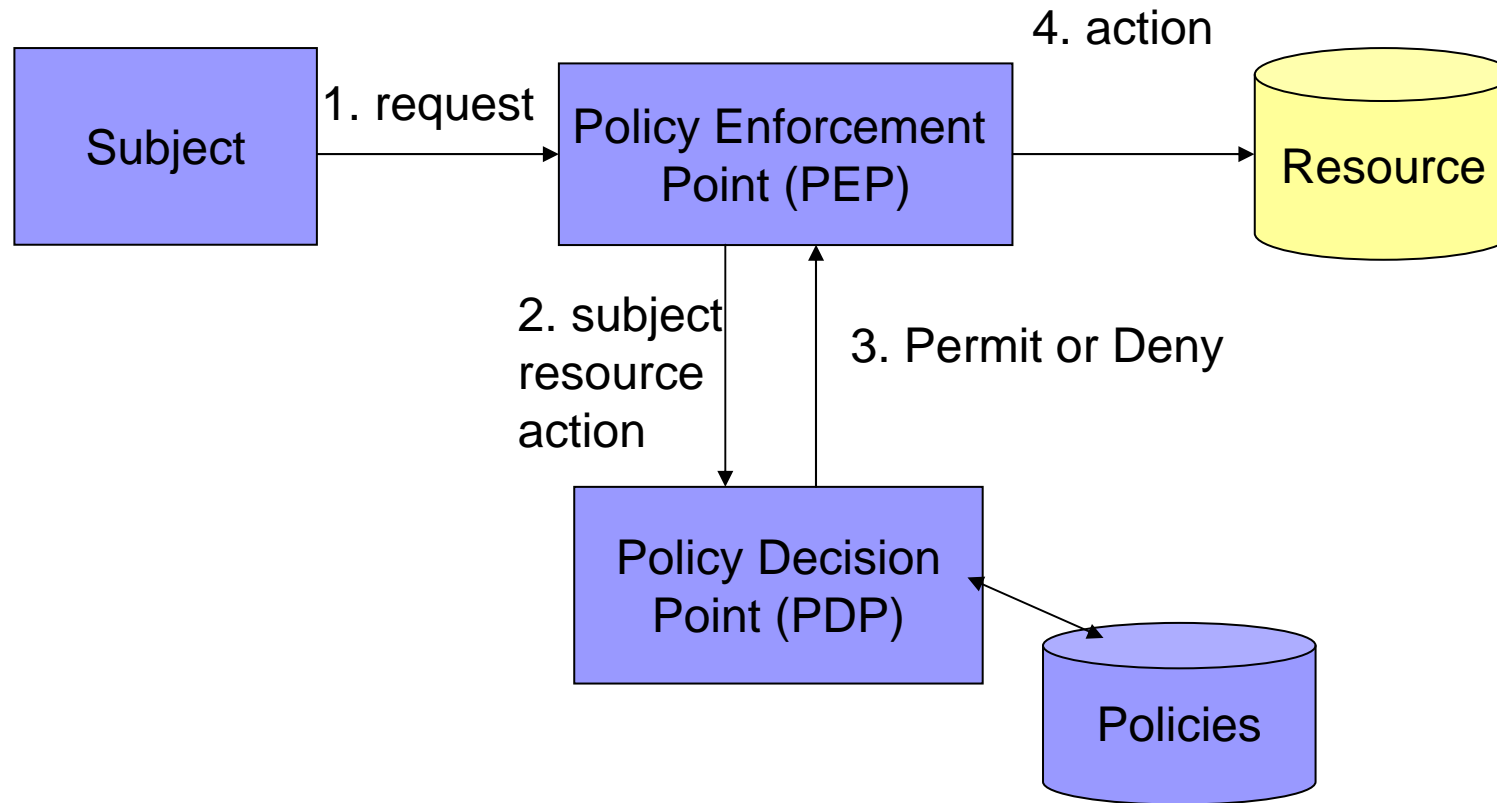 4. action
1. request
Subject
Policy Enforcement
Point (PEP)
Resource
2. subject
resource
action
3. Permit or Deny
Policy Decision
Point (PDP)
Policies